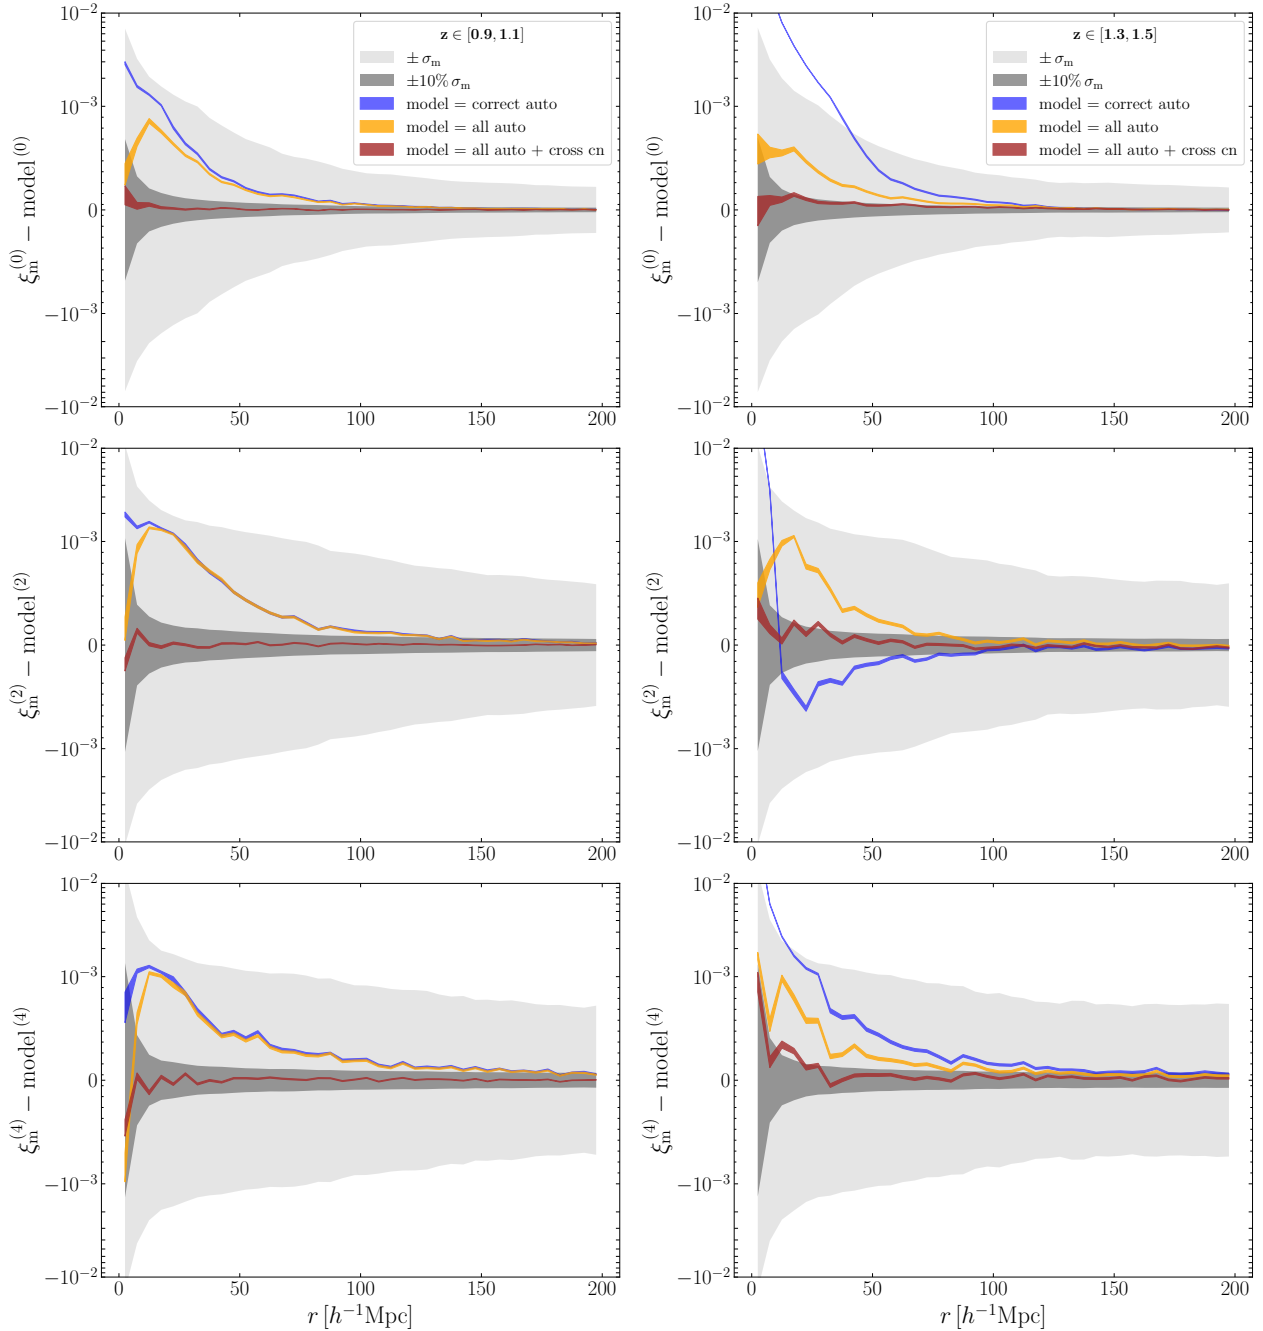 10⁻²
10⁻³
0
−10⁻³
−10⁻²
ξₘ⁽⁰⁾ − model⁽⁰⁾
0 50 100 150 200
z ∈ [0.9, 1.1]
± σₘ
±10% σₘ
model = correct auto
model = all auto
model = all auto + cross cn
10⁻²
10⁻³
0
−10⁻³
−10⁻²
ξₘ⁽⁰⁾ − model⁽⁰⁾
0 50 100 150 200
z ∈ [1.3, 1.5]
± σₘ
±10% σₘ
model = correct auto
model = all auto
model = all auto + cross cn
10⁻²
10⁻³
0
−10⁻³
−10⁻²
ξₘ⁽²⁾ − model⁽²⁾
0 50 100 150 200
10⁻²
10⁻³
0
−10⁻³
−10⁻²
ξₘ⁽²⁾ − model⁽²⁾
0 50 100 150 200
10⁻²
10⁻³
0
−10⁻³
−10⁻²
ξₘ⁽⁴⁾ − model⁽⁴⁾
0 50 100 150 200
r [h⁻¹Mpc]
10⁻²
10⁻³
0
−10⁻³
−10⁻²
ξₘ⁽⁴⁾ − model⁽⁴⁾
0 50 100 150 200
r [h⁻¹Mpc]